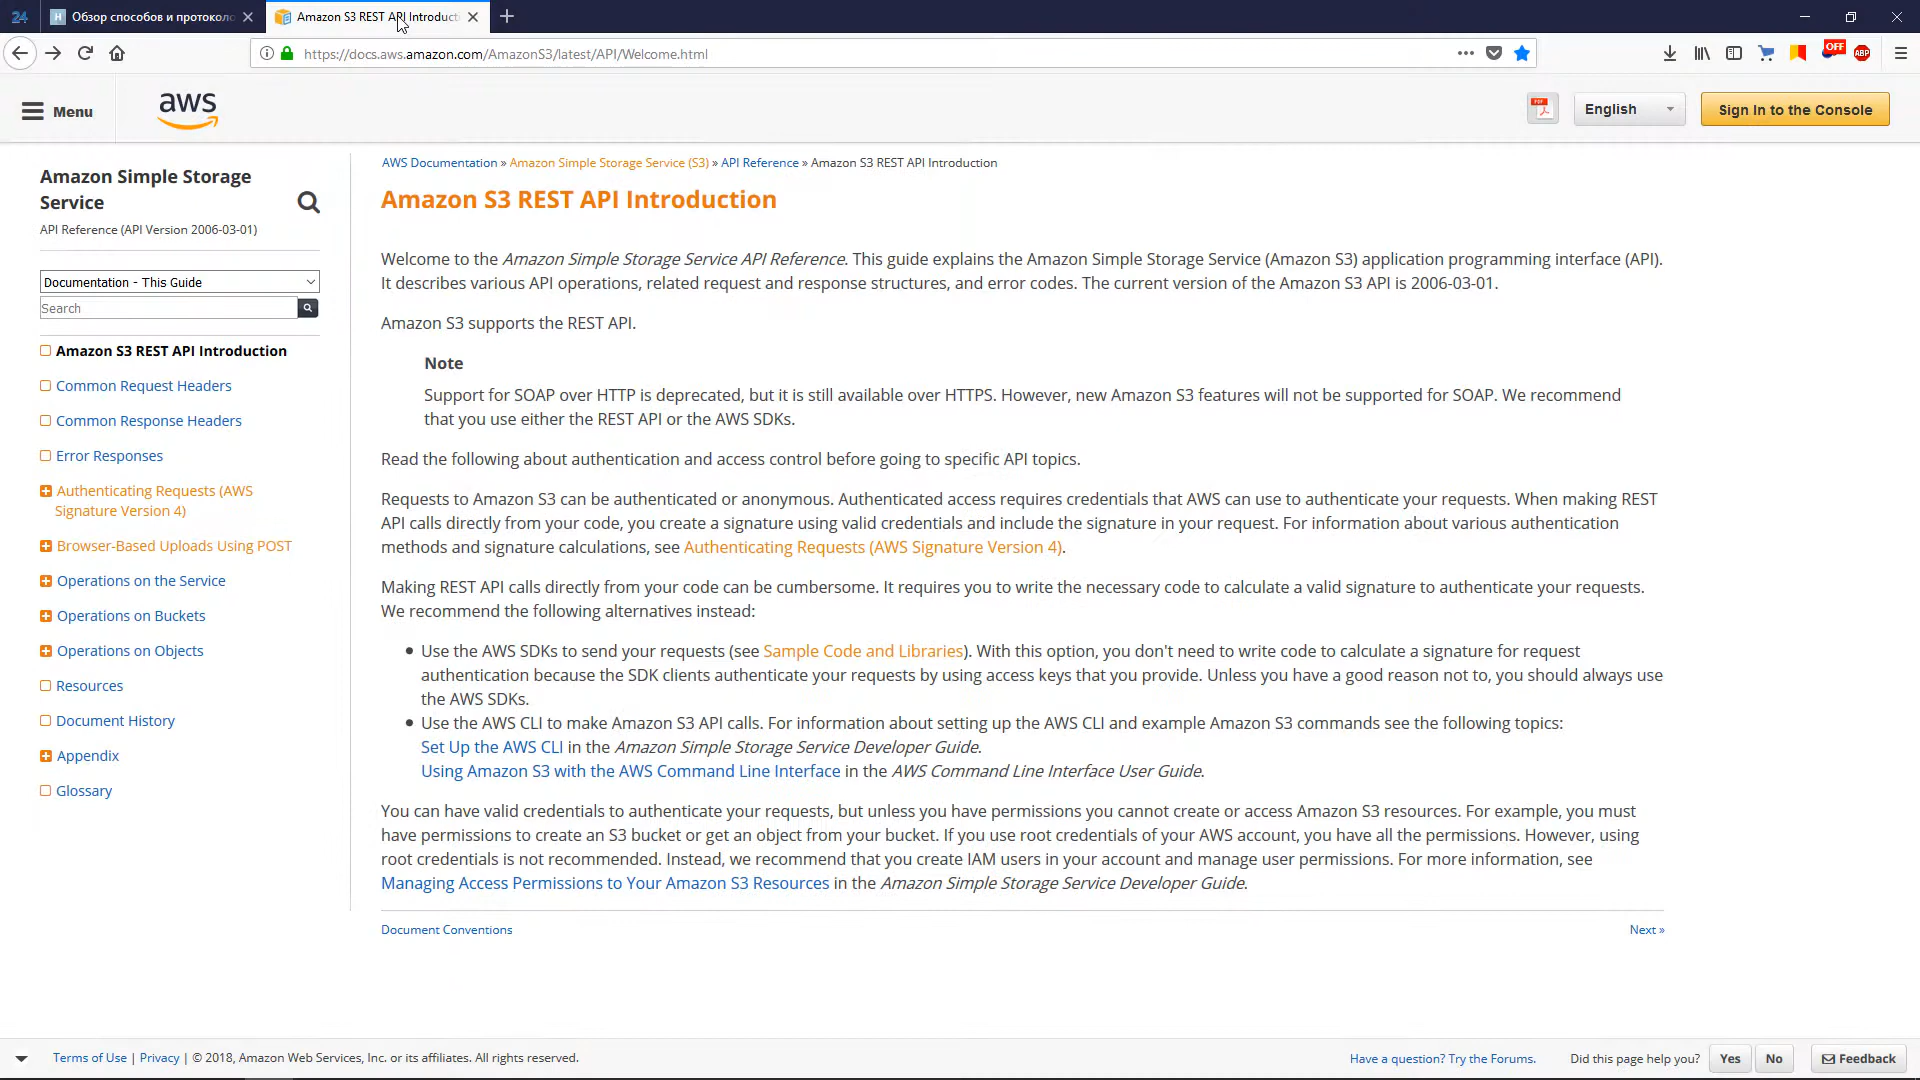 24
Обзор способов и протоколо
Amazon S3 REST API Introducti
https://docs.aws.amazon.com/AmazonS3/latest/API/Welcome.html
OFF
ABP
Menu
aws
English
Sign In to the Console
Amazon Simple Storage
Service
API Reference (API Version 2006-03-01)
Documentation - This Guide
Search
Amazon S3 REST API Introduction
Common Request Headers
Common Response Headers
Error Responses
Authenticating Requests (AWS
Signature Version 4)
Browser-Based Uploads Using POST
Operations on the Service
Operations on Buckets
Operations on Objects
Resources
Document History
Appendix
Glossary
AWS Documentation » Amazon Simple Storage Service (S3) » API Reference » Amazon S3 REST API Introduction
Amazon S3 REST API Introduction
Welcome to the Amazon Simple Storage Service API Reference. This guide explains the Amazon Simple Storage Service (Amazon S3) application programming interface (API).
It describes various API operations, related request and response structures, and error codes. The current version of the Amazon S3 API is 2006-03-01.
Amazon S3 supports the REST API.
Note
Support for SOAP over HTTP is deprecated, but it is still available over HTTPS. However, new Amazon S3 features will not be supported for SOAP. We recommend
that you use either the REST API or the AWS SDKs.
Read the following about authentication and access control before going to specific API topics.
Requests to Amazon S3 can be authenticated or anonymous. Authenticated access requires credentials that AWS can use to authenticate your requests. When making REST
API calls directly from your code, you create a signature using valid credentials and include the signature in your request. For information about various authentication
methods and signature calculations, see Authenticating Requests (AWS Signature Version 4).
Making REST API calls directly from your code can be cumbersome. It requires you to write the necessary code to calculate a valid signature to authenticate your requests.
We recommend the following alternatives instead:
● Use the AWS SDKs to send your requests (see Sample Code and Libraries). With this option, you don't need to write code to calculate a signature for request
authentication because the SDK clients authenticate your requests by using access keys that you provide. Unless you have a good reason not to, you should always use
the AWS SDKs.
● Use the AWS CLI to make Amazon S3 API calls. For information about setting up the AWS CLI and example Amazon S3 commands see the following topics:
Set Up the AWS CLI in the Amazon Simple Storage Service Developer Guide.
Using Amazon S3 with the AWS Command Line Interface in the AWS Command Line Interface User Guide.
You can have valid credentials to authenticate your requests, but unless you have permissions you cannot create or access Amazon S3 resources. For example, you must
have permissions to create an S3 bucket or get an object from your bucket. If you use root credentials of your AWS account, you have all the permissions. However, using
root credentials is not recommended. Instead, we recommend that you create IAM users in your account and manage user permissions. For more information, see
Managing Access Permissions to Your Amazon S3 Resources in the Amazon Simple Storage Service Developer Guide.
Document Conventions
Next »
Terms of Use | Privacy | © 2018, Amazon Web Services, Inc. or its affiliates. All rights reserved.
Have a question? Try the Forums.
Did this page help you?
Yes
No
Feedback